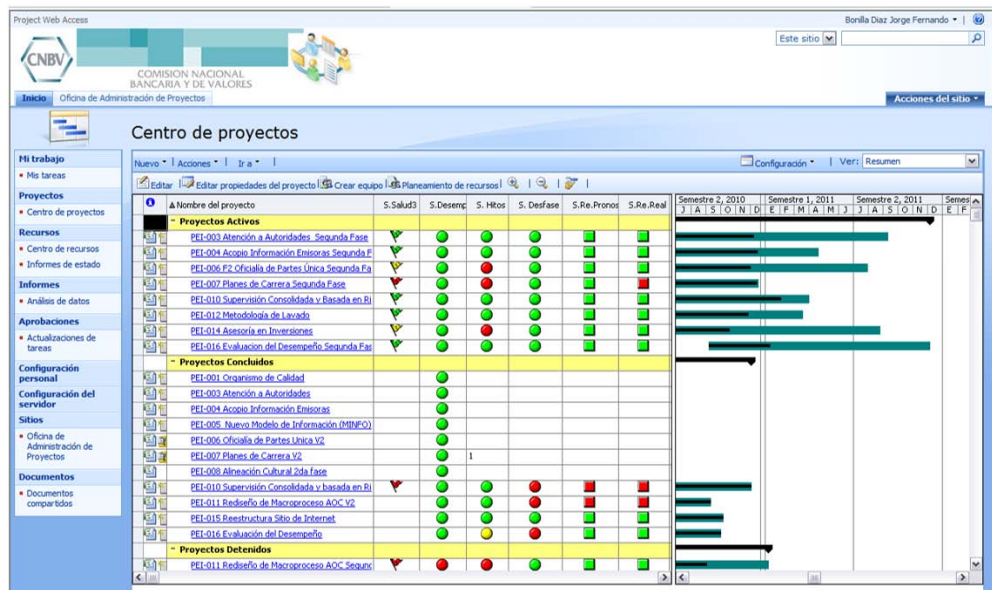 Project Web Access
Bonilla Diaz Jorge Fernando
Este sitio
CNBV
COMISION NACIONAL
BANCARIA Y DE VALORES
Inicio
Oficina de Administración de Proyectos
Acciones del sitio
Centro de proyectos
Mi trabajo
Mis tareas
Proyectos
Centro de proyectos
Recursos
Centro de recursos
Informes de estado
Informes
Análisis de datos
Aprobaciones
Actualizaciones de
tareas
Configuración
personal
Configuración del
servidor
Sitios
Oficina de
Administración de
Proyectos
Documentos
Documentos
compartidos
Nuevo | Acciones | Ir a |
Configuración | Ver: Resumen
Editar | Editar propiedades del proyecto | Crear equipo | Planeamiento de recursos | | |
Nombre del proyecto S.Salud3 S.Desemp S. Hitos S. Desfase S.Re.Pronos S.Re.Real
Semestre 2, 2010 Semestre 1, 2011 Semestre 2, 2011 Semes
J A S O N D E F M A M J J A S O N D E F
- Proyectos Activos
PEI-003 Atención a Autoridades Segunda Fase
PEI-004 Acopio Información Emisoras Segunda F
PEI-006 F2 Oficialía de Partes Única Segunda Fa
PEI-007 Planes de Carrera Segunda Fase
PEI-010 Supervisión Consolidada y Basada en Ri
PEI-012 Metodología de Lavado
PEI-014 Asesoría en Inversiones
PEI-016 Evaluacion del Desempeño Segunda Fas
- Proyectos Concluidos
PEI-001 Organismo de Calidad
PEI-003 Atención a Autoridades
PEI-004 Acopio Información Emisoras
PEI-005 Nuevo Modelo de Información (MINFO)
PEI-006 Oficialía de Partes Unica V2
PEI-007 Planes de Carrera V2 1
PEI-008 Alineación Cultural 2da fase
PEI-010 Supervisión Consolidada y basada en Ri
PEI-011 Rediseño de Macroproceso AOC V2
PEI-015 Reestructura Sitio de Internet
PEI-016 Evaluación del Desempeño
- Proyectos Detenidos
PEI-011 Rediseño de Macroproceso AOC Segunc